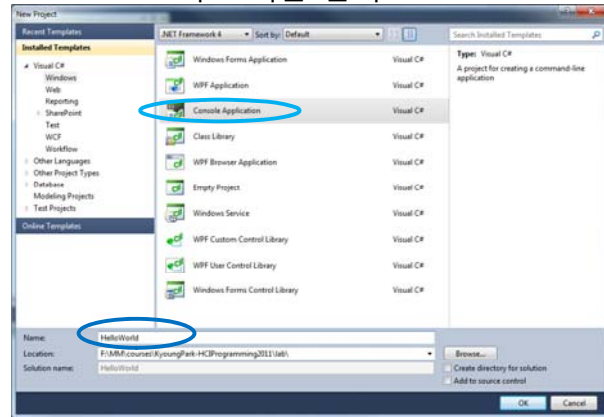 New Project
Recent Templates
.NET Framework 4
Sort by: Default
Search Installed Templates
Installed Templates
Visual C#
Windows
Web
Reporting
SharePoint
Test
WCF
Workflow
Other Languages
Other Project Types
Database
Modeling Projects
Test Projects
Online Templates
Windows Forms Application Visual C#
WPF Application Visual C#
Console Application Visual C#
Class Library Visual C#
WPF Browser Application Visual C#
Empty Project Visual C#
Windows Service Visual C#
WPF Custom Control Library Visual C#
WPF User Control Library Visual C#
Windows Forms Control Library Visual C#
Type: Visual C#
A project for creating a command-line
application
Name: HelloWorld
Location: F:\MM\courses\KyoungPark-HCIProgramming2011\lab\
Browse...
Solution name: HelloWorld
Create directory for solution
Add to source control
OK Cancel